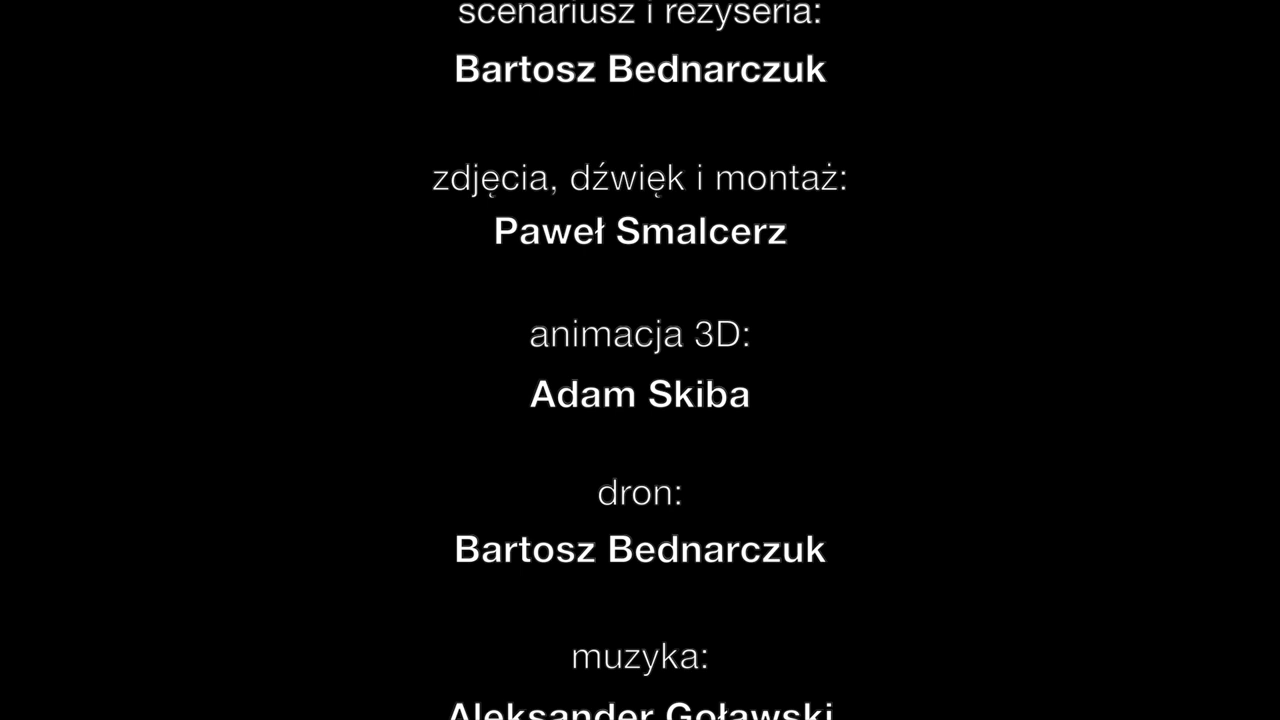 scenariusz i reżyseria:
Bartosz Bednarczuk
zdjęcia, dźwięk i montaż:
Paweł Smalcerz
animacja 3D:
Adam Skiba
dron:
Bartosz Bednarczuk
muzyka:
Aleksander Goławski